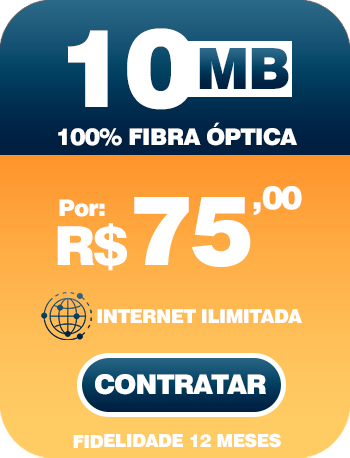 10 MB
100% FIBRA ÓPTICA
Por:
R$ 75,00
INTERNET ILIMITADA
CONTRATAR
FIDELIDADE 12 MESES